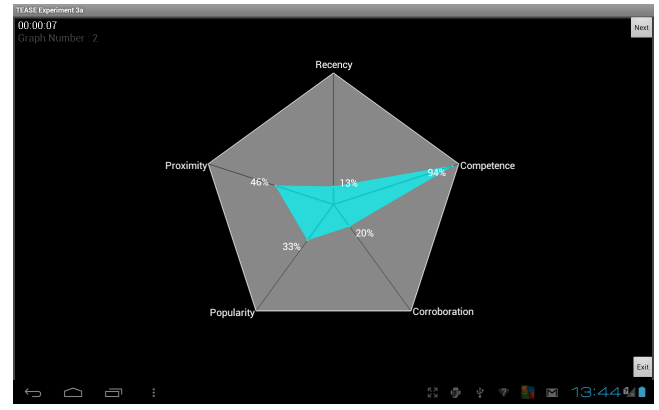 TEASE Experiment 3a
00:00:07
Next
Graph Number : 2
Recency
Proximity
Competence
46%
13%
94%
33%
20%
Popularity
Corroboration
Exit
13:44